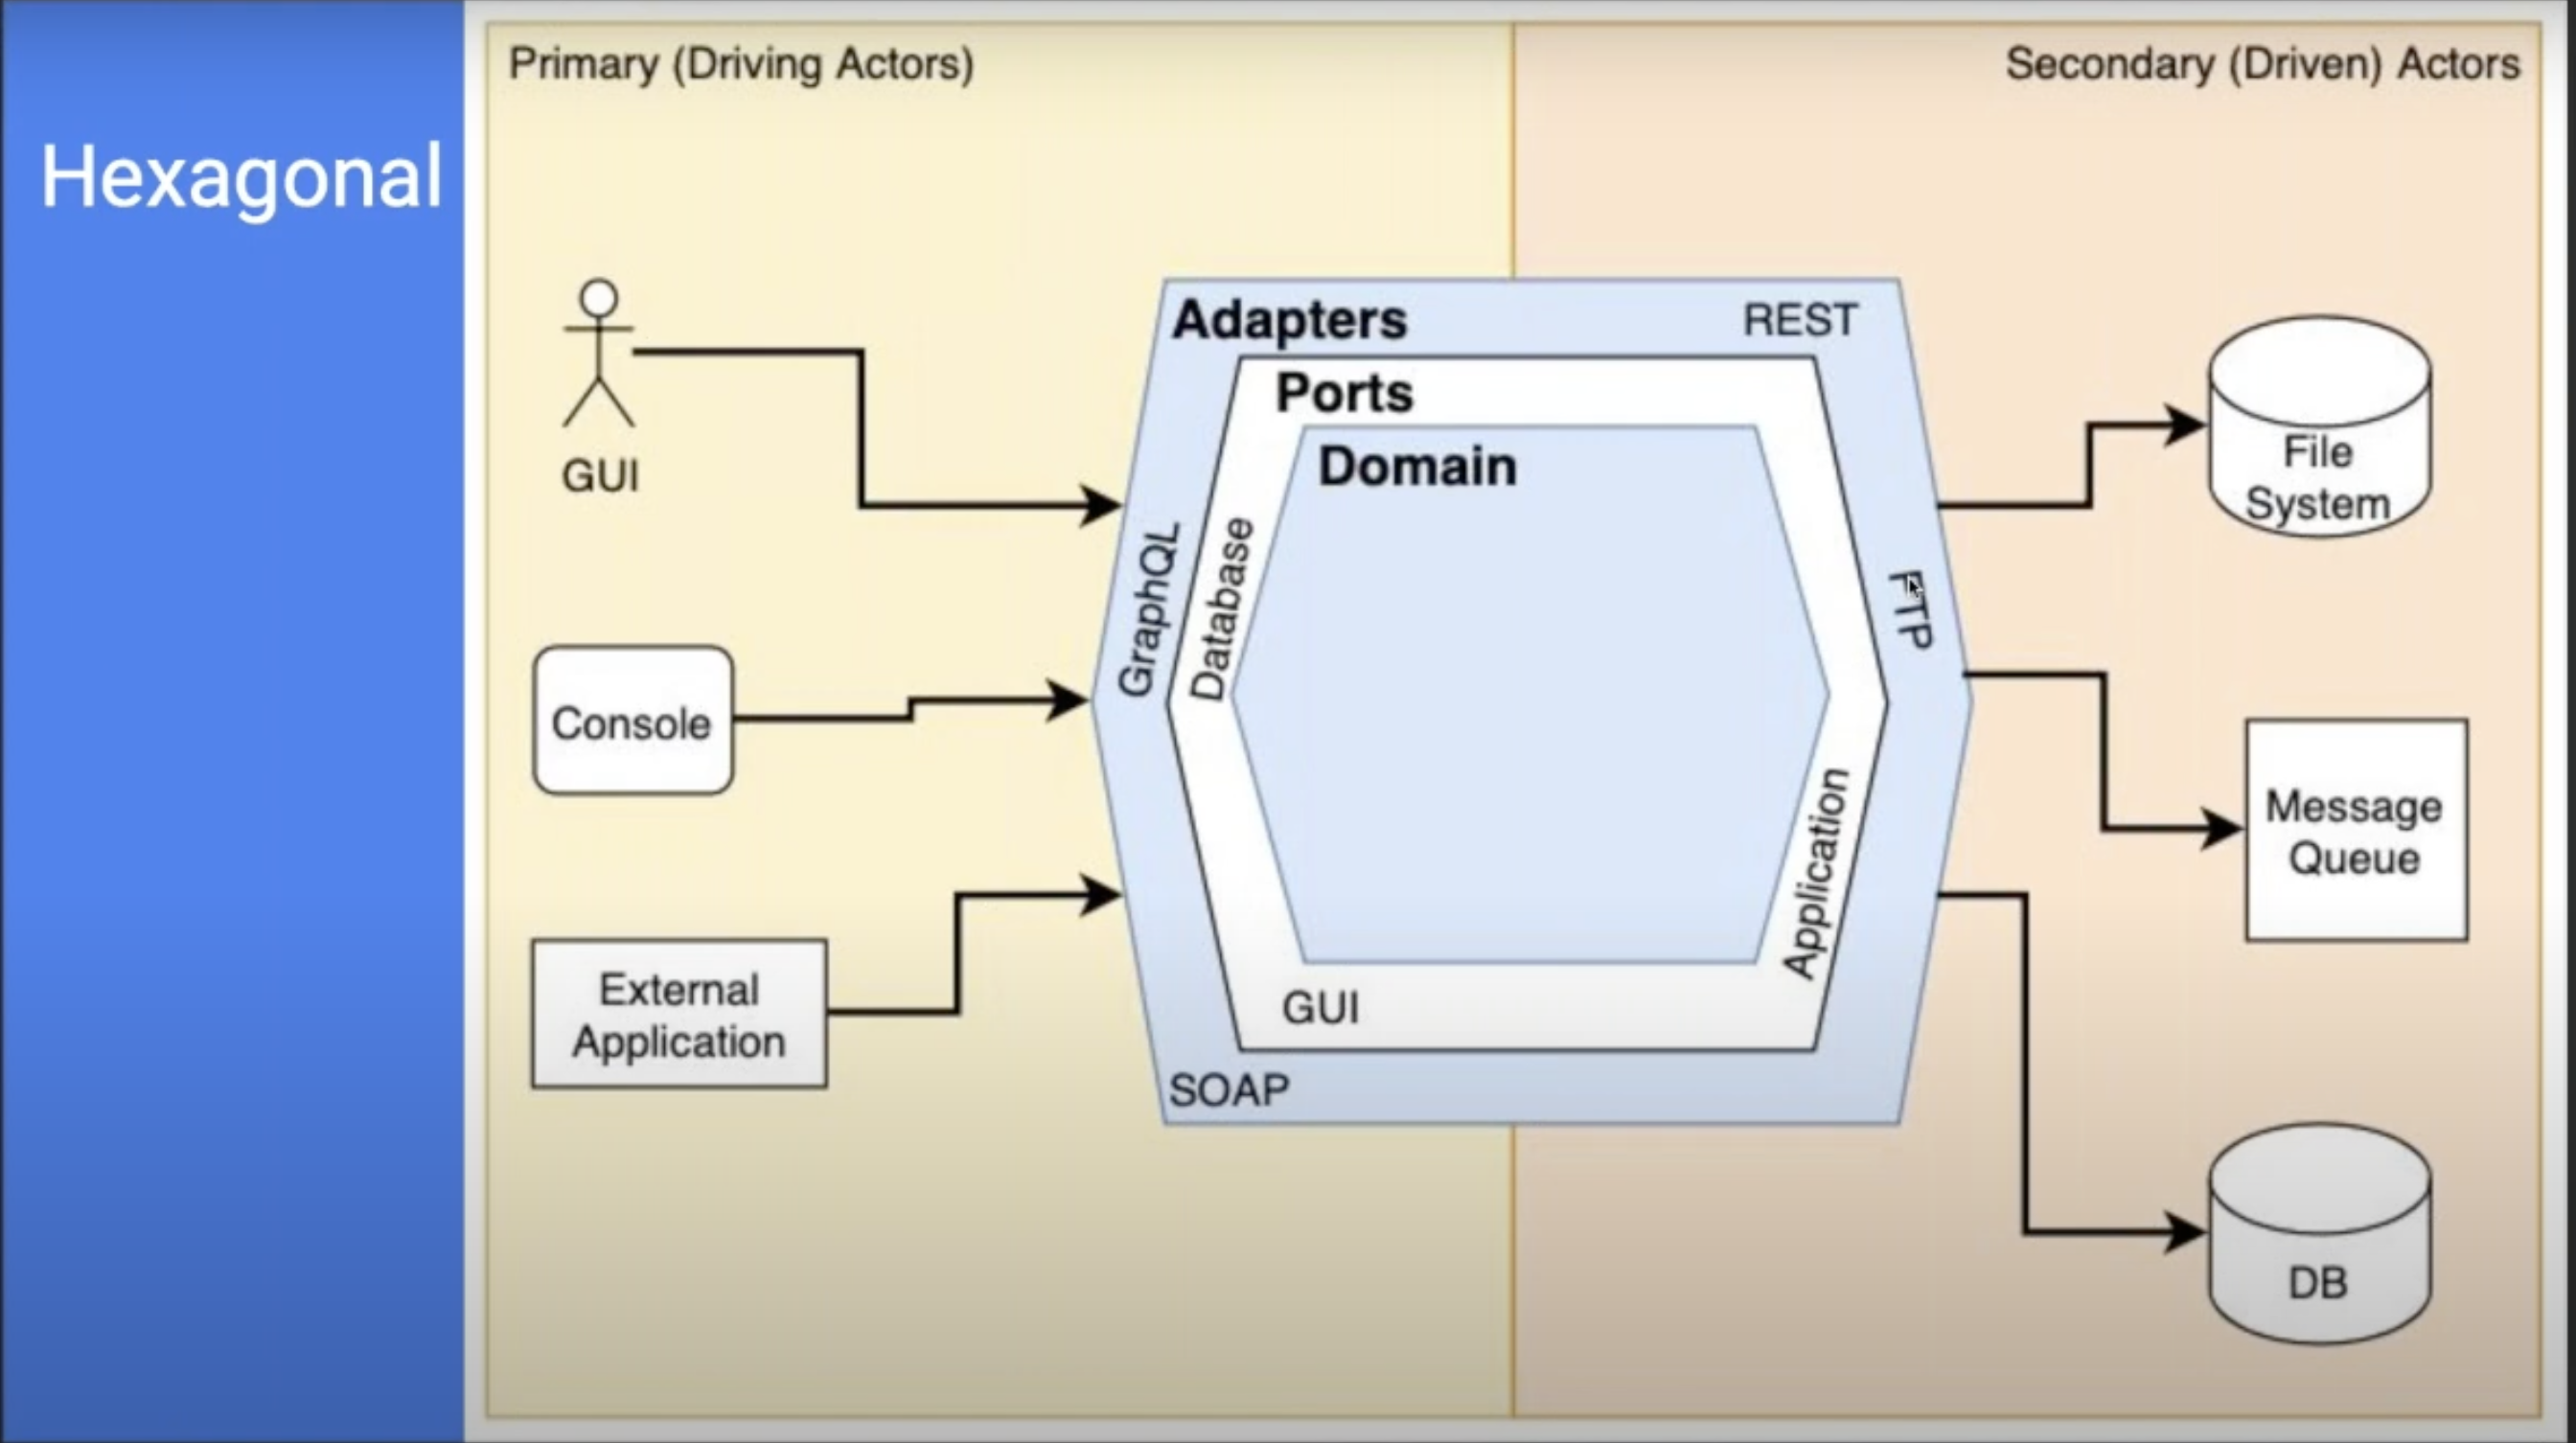 Hexagonal
Primary (Driving Actors)
Secondary (Driven) Actors
GUI
Console
External
Application
Adapters
REST
Ports
Domain
GraphQL
Database
FTP
Application
GUI
SOAP
File
System
Message
Queue
DB